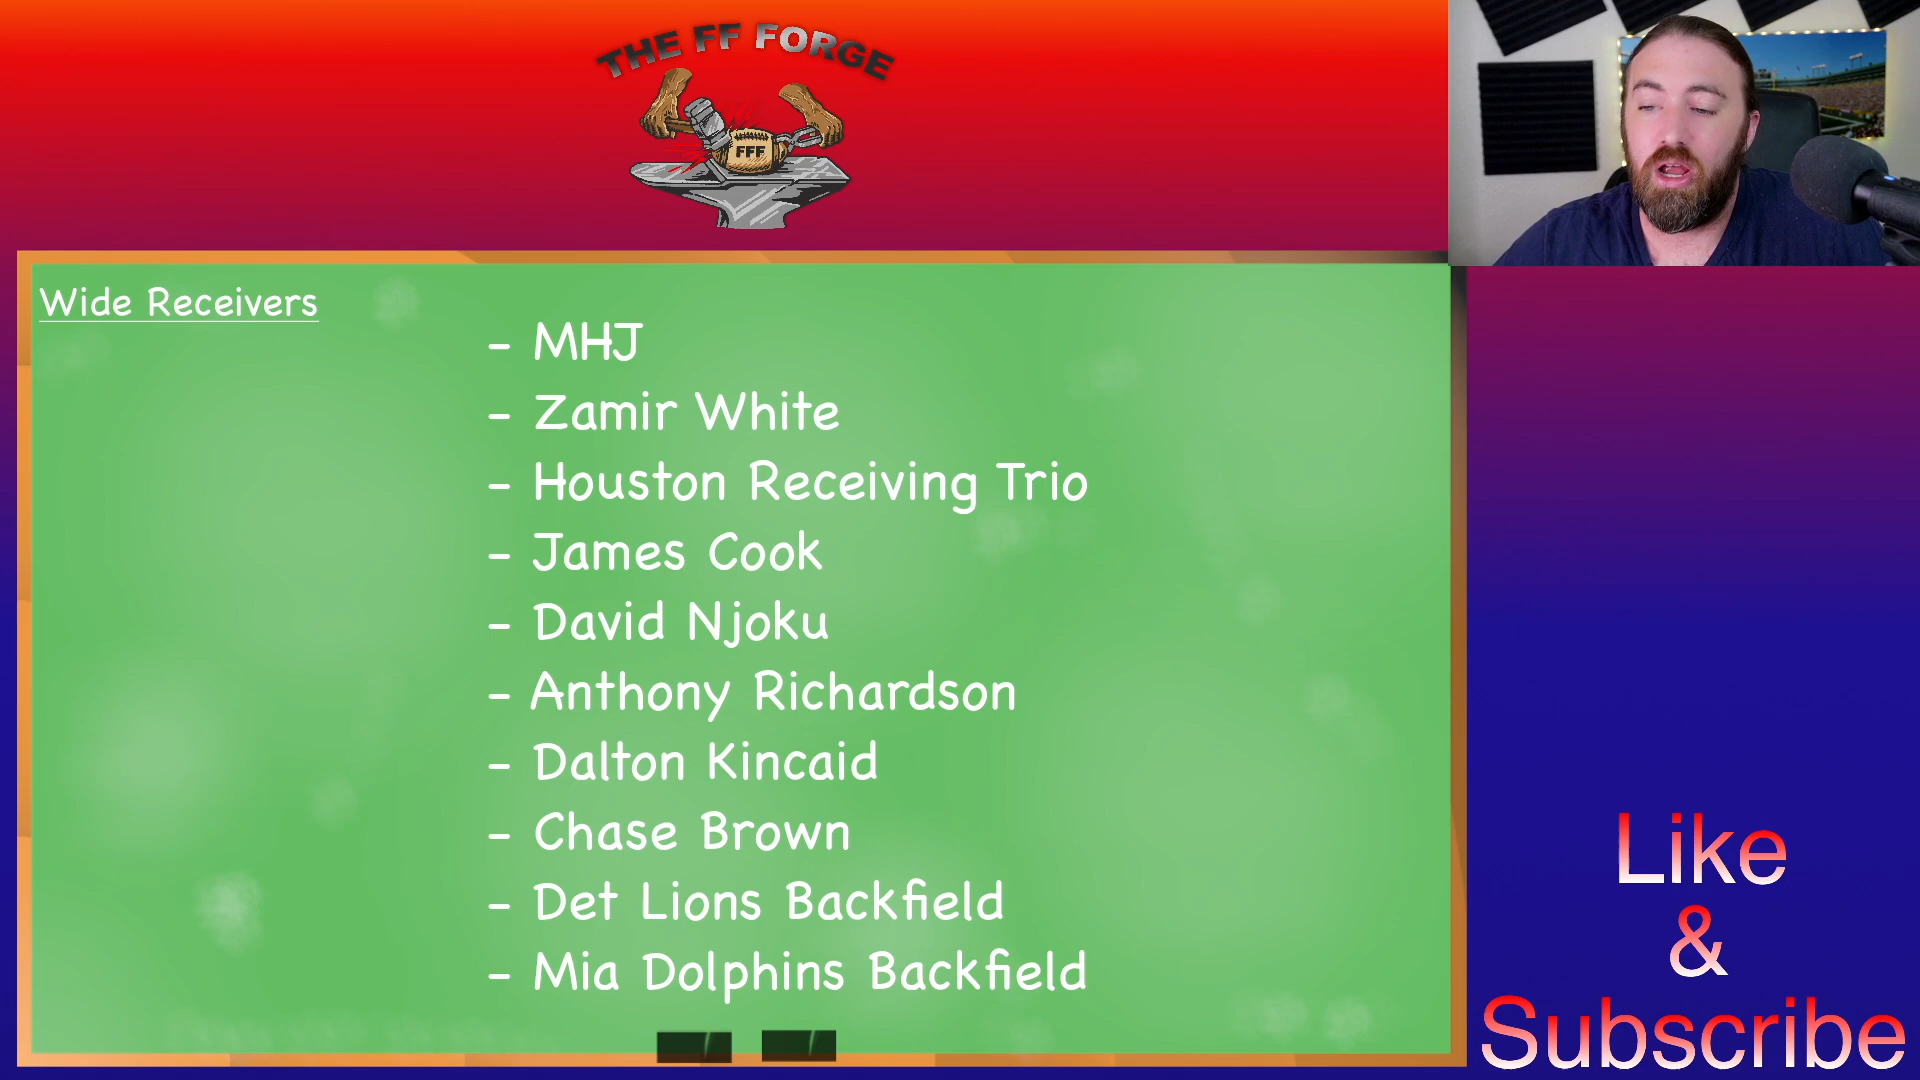 THE FF FORGE
FFF
Wide Receivers
- MHJ
- Zamir White
- Houston Receiving Trio
- James Cook
- David Njoku
- Anthony Richardson
- Dalton Kincaid
- Chase Brown
- Det Lions Backfield
- Mia Dolphins Backfield
Like
&
Subscribe